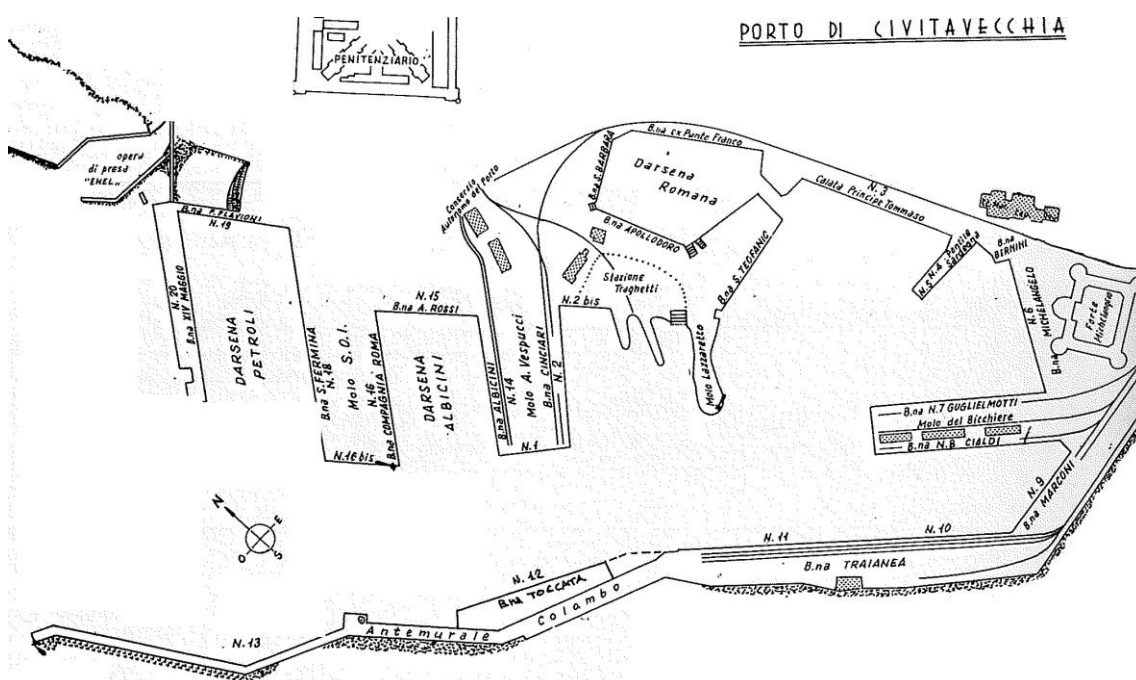 PORTO DI CIVITAVECCHIA
PENITENZIARIO
opera
di presa
"ENEL"
B.na P. FLAVIONI
N.19
N.20
B.na XIV MAGGIO
DARSENA
PETROLI
B.na S. FERMINA
N.18
Molo S.D.I.
N.16
B.na COMPAGNIA ROMA
N.16 bis
N.15
B.na A. ROSSI
DARSENA
ALBICINI
Consorzio
Autonomo del Porto
B.na ALBICINI
N.14
Molo A. Vespucci
B.na CINCIARI
N.2
N.1
N.2 bis
Stazione
Traghetti
B.na S. BARBARA
B.na ex Punto Franco
Darsena
Romana
B.na APOLLODORO
B.na S. TEOFANIC
Molo Lazzaretto
N.3
Calata Principe Tommaso
N.4 Pontile
Sardegna
N.5
B.na
BERNINI
N.6
B.na MICHELANGELO
Forte
Michelangelo
B.na N.7 GUGLIELMOTTI
Molo del Bicchiere
B.na N.8 CIALDI
N.9
B.na MARCONI
N.10
N.11
B.na TRAIANEA
N.12
B.na TOCCATA
Antemurale Colombo
N.13
N
E
O
S